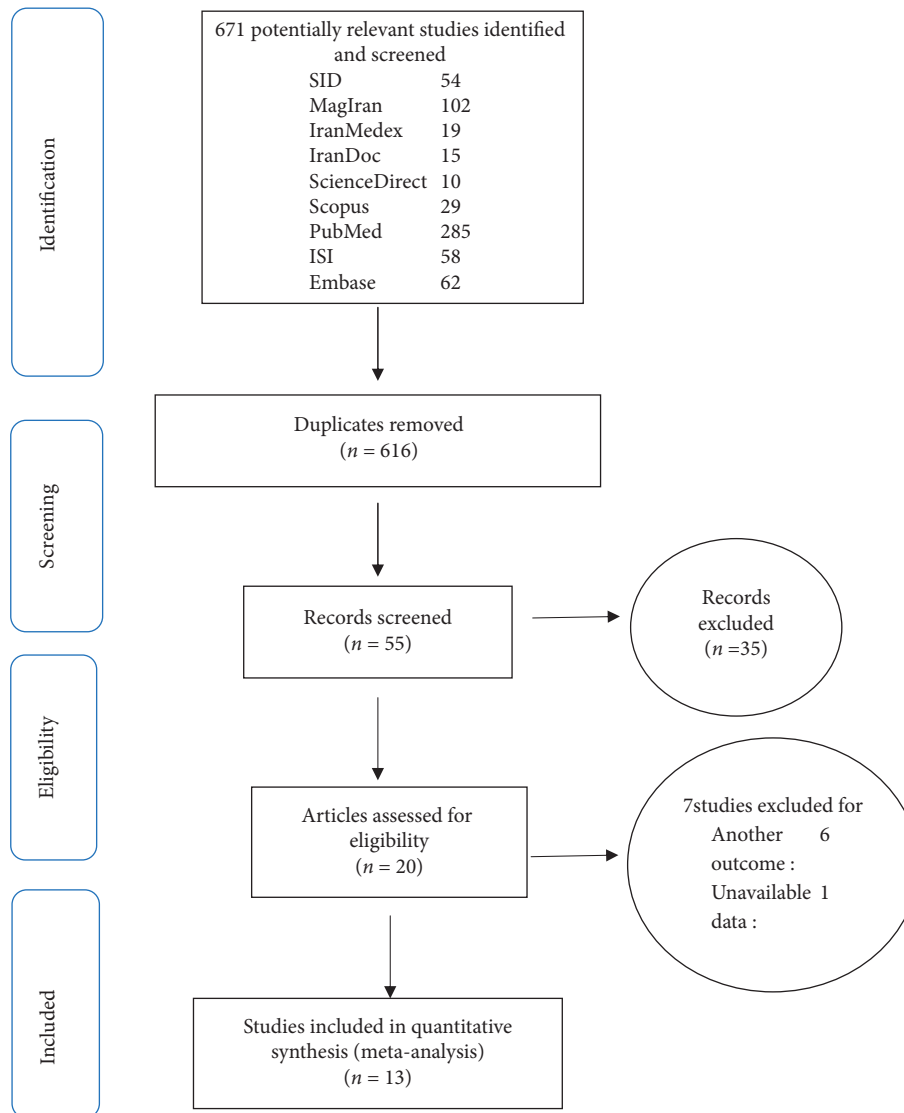 Identification
671 potentially relevant studies identified
and screened
SID 54
MagIran 102
IranMedex 19
IranDoc 15
ScienceDirect 10
Scopus 29
PubMed 285
ISI 58
Embase 62
Duplicates removed
(n = 616)
Screening
Records screened
(n = 55)
Records
excluded
(n =35)
Eligibility
Articles assessed for
eligibility
(n = 20)
7studies excluded for
Another 6
outcome :
Unavailable 1
data :
Included
Studies included in quantitative
synthesis (meta-analysis)
(n = 13)